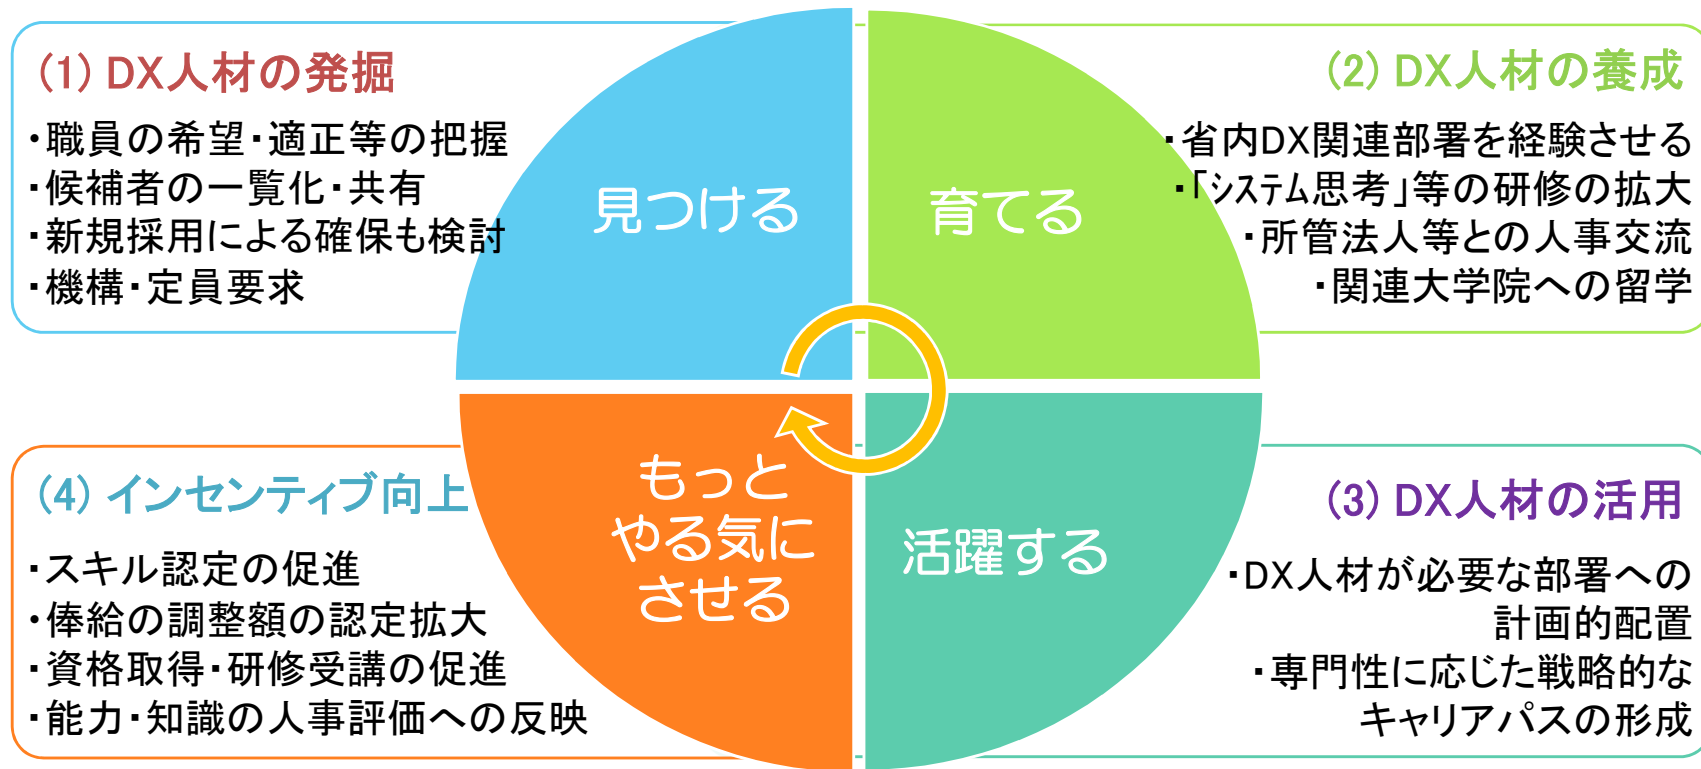 (1) DX人材の発掘
・職員の希望・適正等の把握
・候補者の一覧化・共有
・新規採用による確保も検討
・機構・定員要求
見つける
育てる
(2) DX人材の養成
・省内DX関連部署を経験させる
・「システム思考」等の研修の拡大
・所管法人等との人事交流
・関連大学院への留学
(4) インセンティブ向上
・スキル認定の促進
・俸給の調整額の認定拡大
・資格取得・研修受講の促進
・能力・知識の人事評価への反映
もっと
やる気に
させる
活躍する
(3) DX人材の活用
・DX人材が必要な部署への
計画的配置
・専門性に応じた戦略的な
キャリアパスの形成